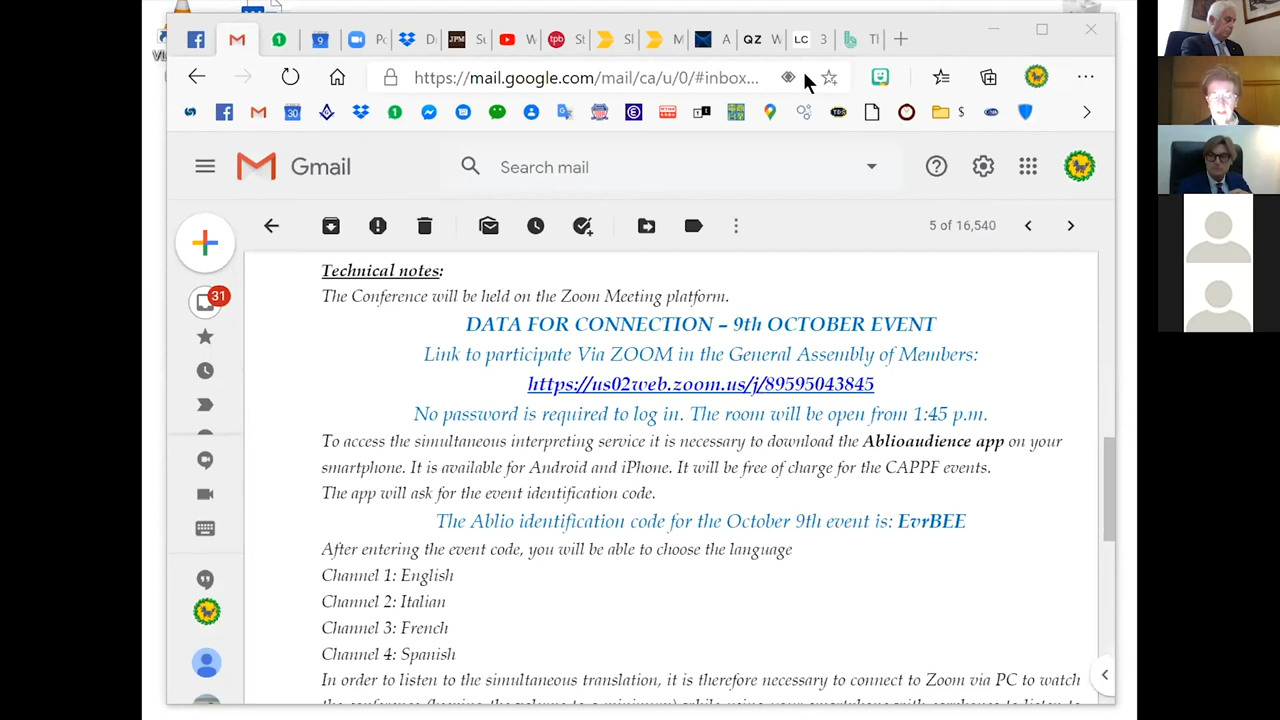 https://mail.google.com/mail/ca/u/0/#inbox...
Gmail
Search mail
5 of 16,540
31
Technical notes:
The Conference will be held on the Zoom Meeting platform.
DATA FOR CONNECTION – 9th OCTOBER EVENT
Link to participate Via ZOOM in the General Assembly of Members:
https://us02web.zoom.us/j/89595043845
No password is required to log in. The room will be open from 1:45 p.m.
To access the simultaneous interpreting service it is necessary to download the Ablioaudience app on your
smartphone. It is available for Android and iPhone. It will be free of charge for the CAPPF events.
The app will ask for the event identification code.
The Ablio identification code for the October 9th event is: EvrBEE
After entering the event code, you will be able to choose the language
Channel 1: English
Channel 2: Italian
Channel 3: French
Channel 4: Spanish
In order to listen to the simultaneous translation, it is therefore necessary to connect to Zoom via PC to watch